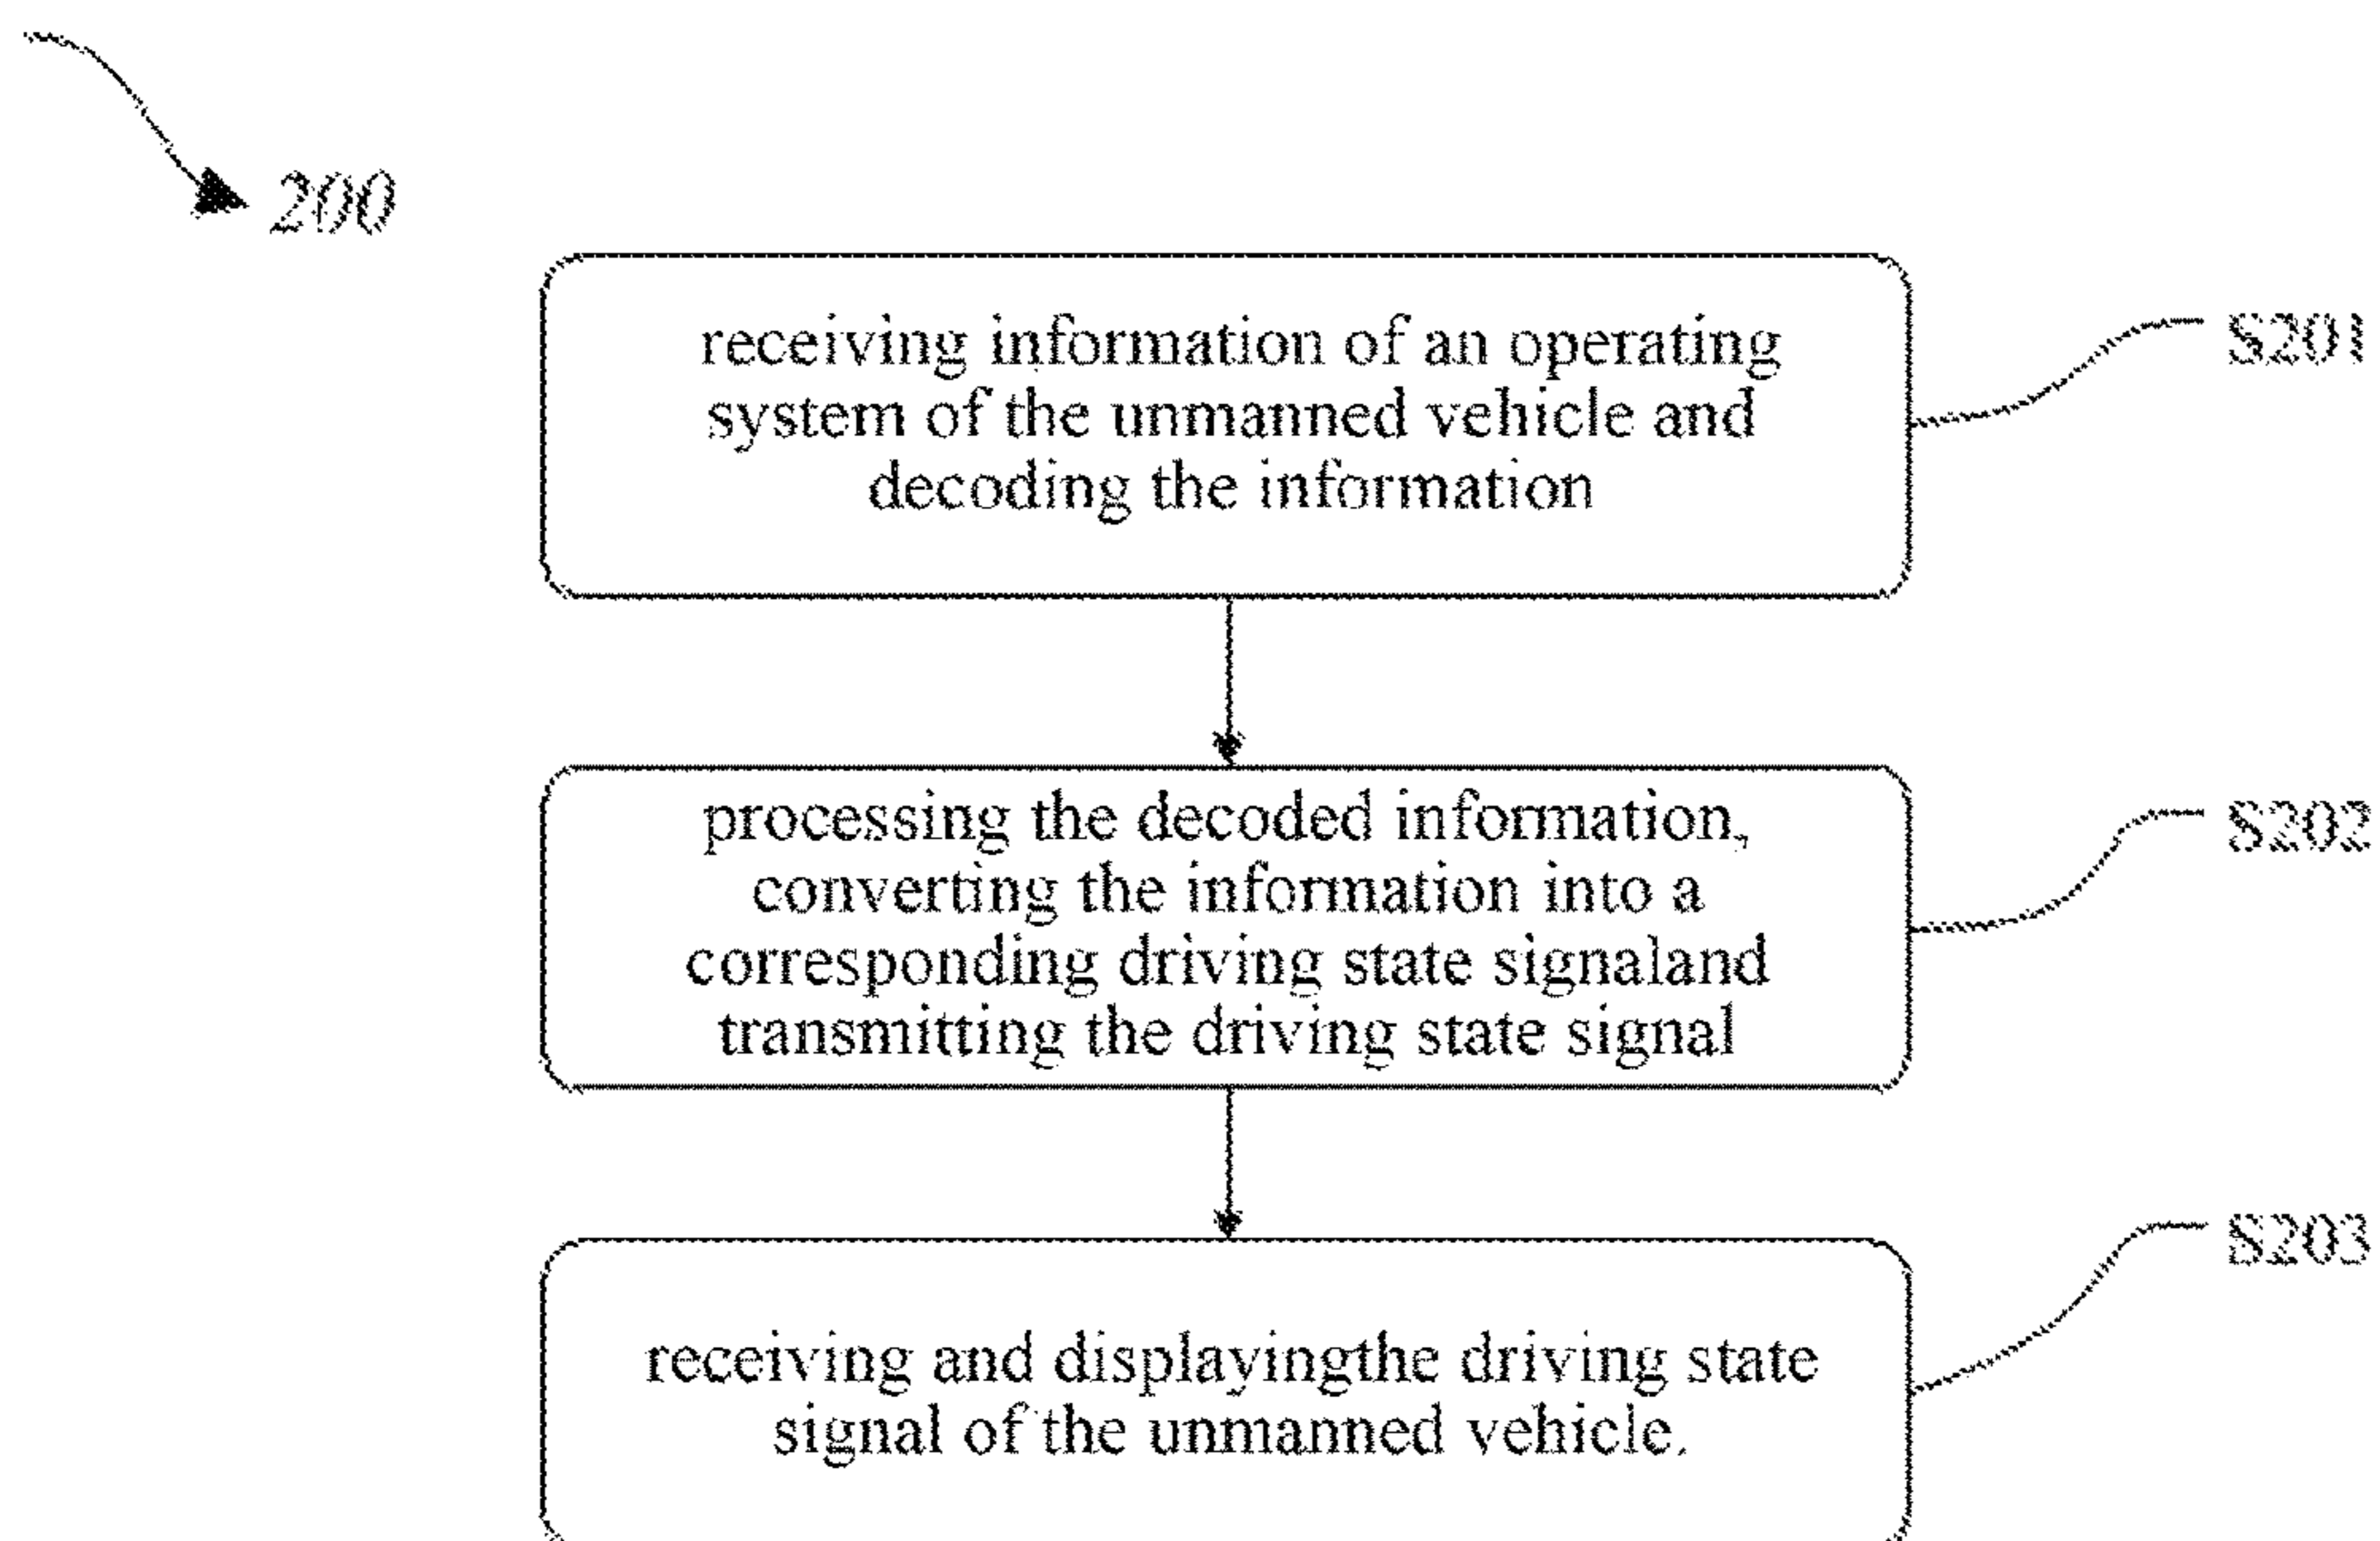 200
receiving information of an operating
system of the unmanned vehicle and
decoding the information
S201
processing the decoded information,
converting the information into a
corresponding driving state signaland
transmitting the driving state signal
S202
receiving and displayingthe driving state
signal of the unmanned vehicle.
S203